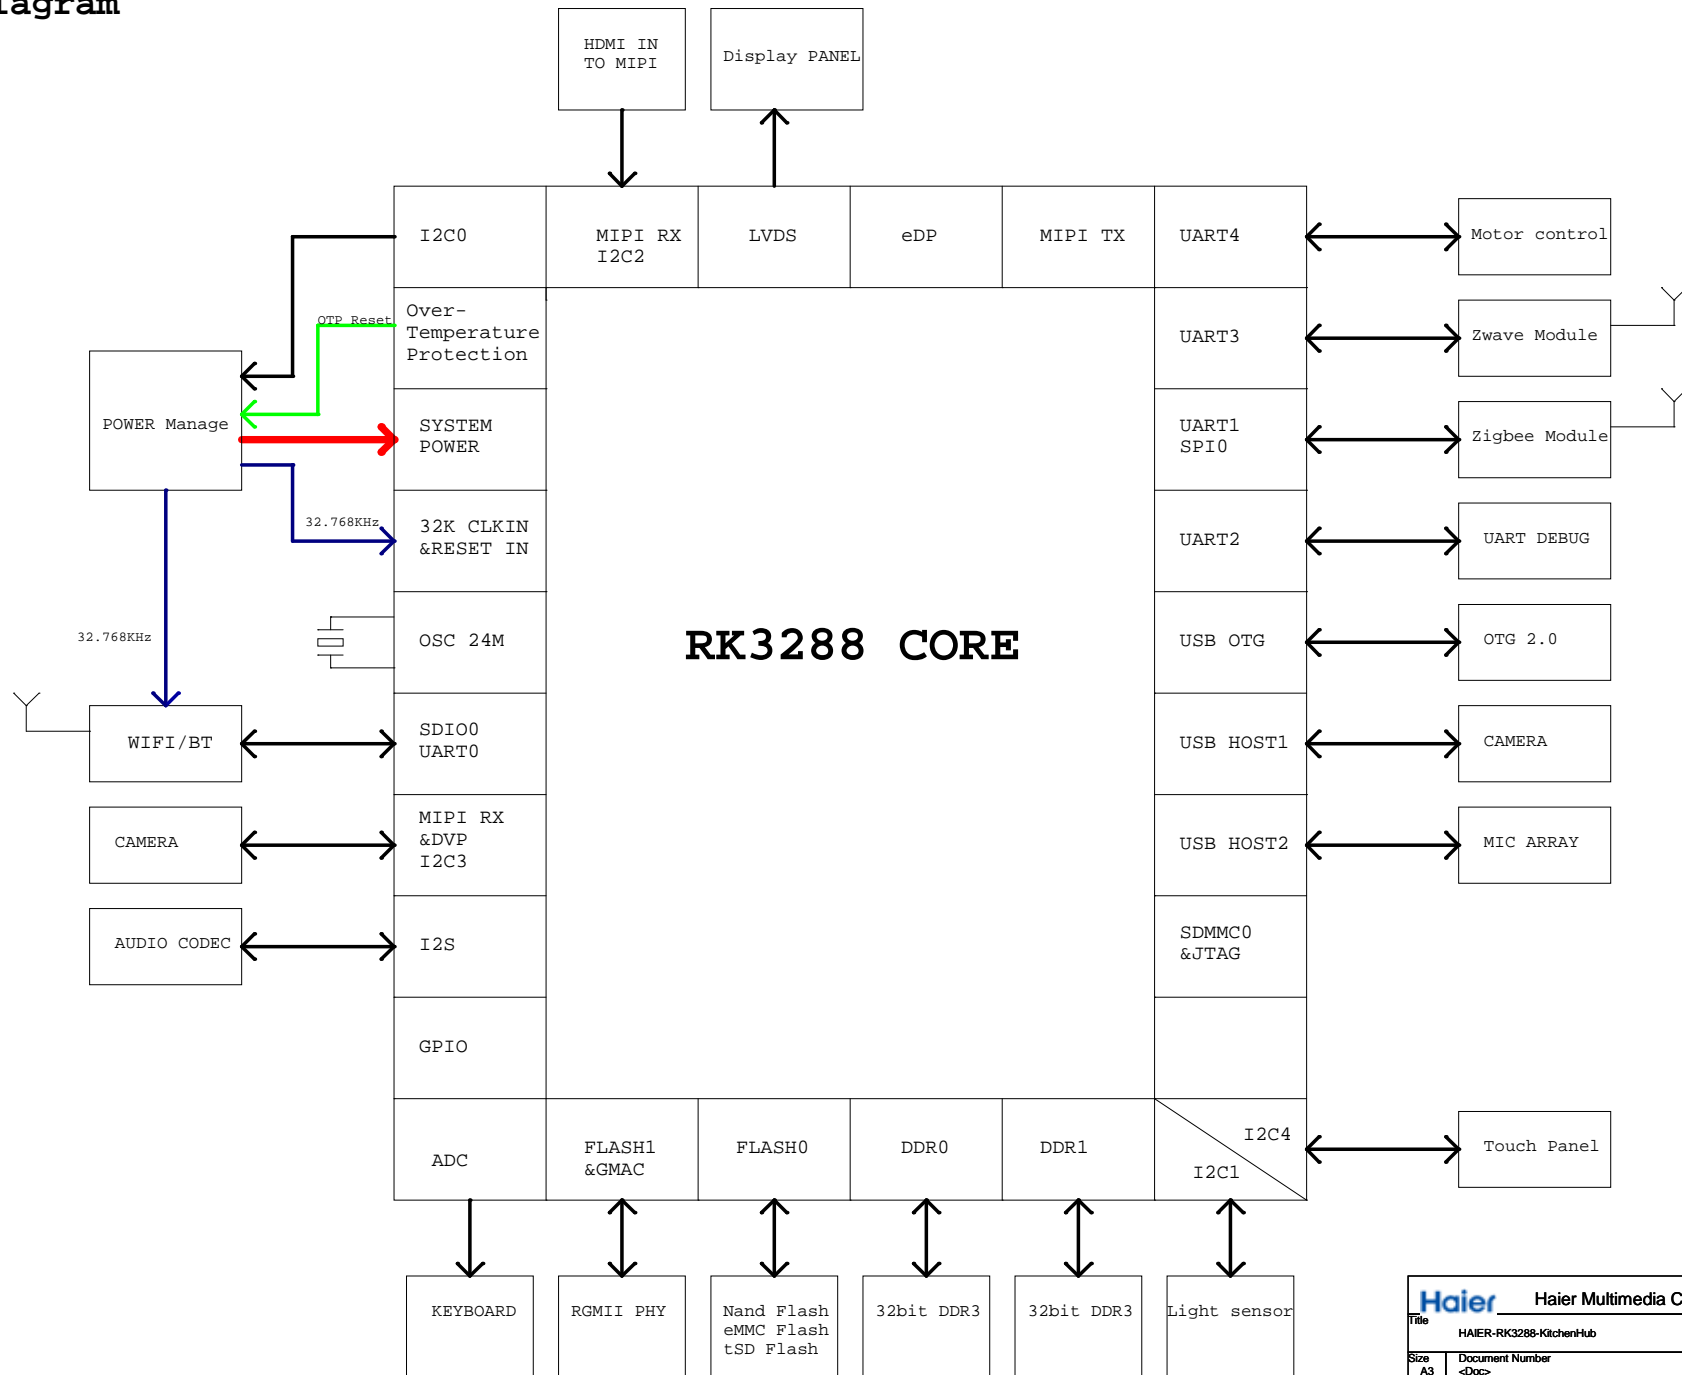 HDMI IN
TO MIPI
Display PANEL
I2C0
MIPI RX
I2C2
LVDS
eDP
MIPI TX
UART4
Motor control
OTP Reset
Over-
Temperature
Protection
UART3
Zwave Module
POWER Manage
SYSTEM
POWER
UART1
SPI0
Zigbee Module
32.768KHz
32K CLKIN
&RESET IN
UART2
UART DEBUG
32.768KHz
OSC 24M
RK3288 CORE
USB OTG
OTG 2.0
WIFI/BT
SDIO0
UART0
USB HOST1
CAMERA
CAMERA
MIPI RX
&DVP
I2C3
USB HOST2
MIC ARRAY
AUDIO CODEC
I2S
SDMMC0
&JTAG
GPIO
ADC
FLASH1
&GMAC
FLASH0
DDR0
DDR1
I2C4
I2C1
Touch Panel
KEYBOARD
RGMII PHY
Nand Flash
eMMC Flash
tSD Flash
32bit DDR3
32bit DDR3
Light sensor
Haier
Haier Multimedia C
Title
HAIER-RK3288-KitchenHub
Size
Document Number
A3
<Doc>